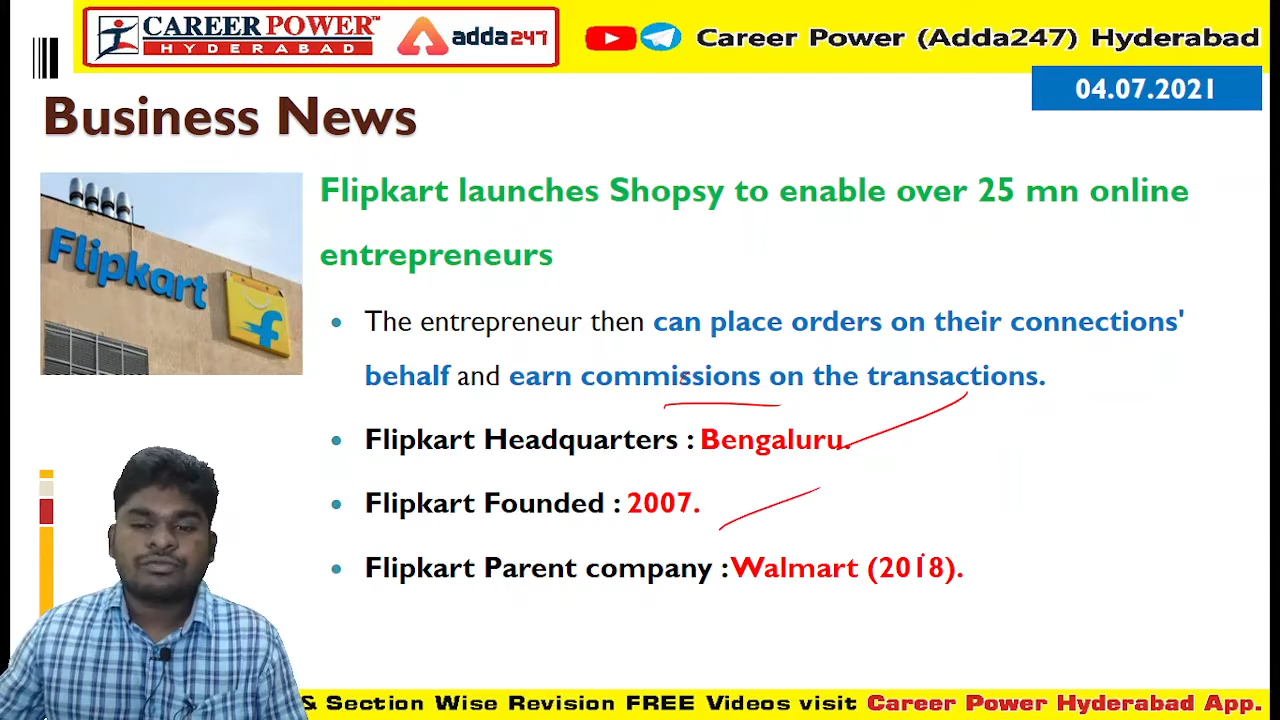 CAREER POWER™
HYDERABAD
adda247
Career Power (Adda247) Hyderabad
04.07.2021
Business News
Flipkart
Flipkart launches Shopsy to enable over 25 mn online
entrepreneurs
• The entrepreneur then can place orders on their connections'
behalf and earn commissions on the transactions.
• Flipkart Headquarters : Bengaluru.
• Flipkart Founded : 2007.
• Flipkart Parent company : Walmart (2018).
& Section Wise Revision FREE Videos visit Career Power Hyderabad App.